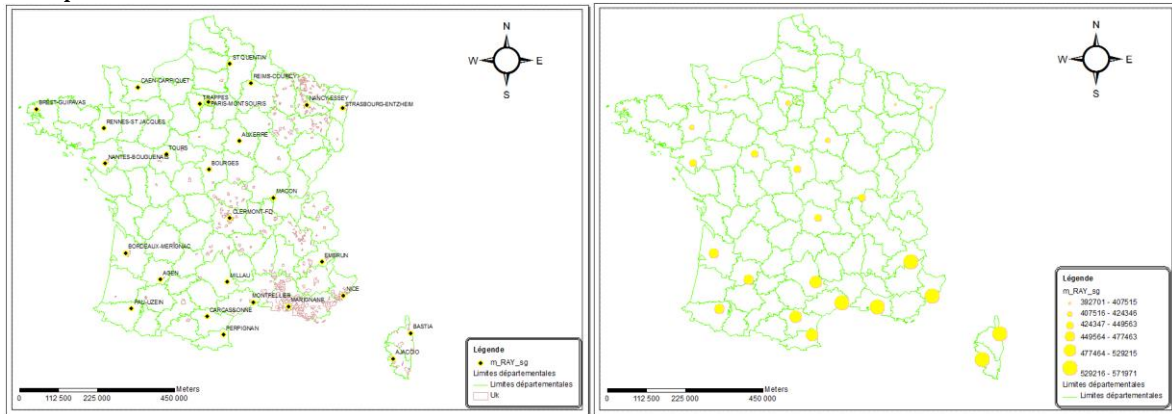 N
W E
S
ST QUENTIN
CAEN-CARPIQUET
REIMS-COURCY
TRAPPES
PARIS-MONTSOURIS
NANCY-ESSEY
STRASBOURG-ENTZHEIM
BREST-GUIPAVAS
RENNES-ST JACQUES
AUXERRE
TOURS
NANTES-BOUGUENAIS
BOURGES
MACON
CLERMONT-FD
BORDEAUX-MERIGNAC
EMBRUN
AGEN
MILLAU
NICE
PAU-UZEIN
MONTPELLIER
MARIGNANE
CARCASSONNE
PERPIGNAN
BASTIA
AJACCIO
Légende
m_RAY_sg
Limites départementales
Limites départementales
Uk
Meters
0 112 500 225 000 450 000
N
W E
S
Légende
m_RAY_sg
392701 - 407515
407516 - 424346
424347 - 449563
449564 - 477463
477464 - 529215
529216 - 571971
Limites départementales
Limites départementales
Meters
0 112 500 225 000 450 000